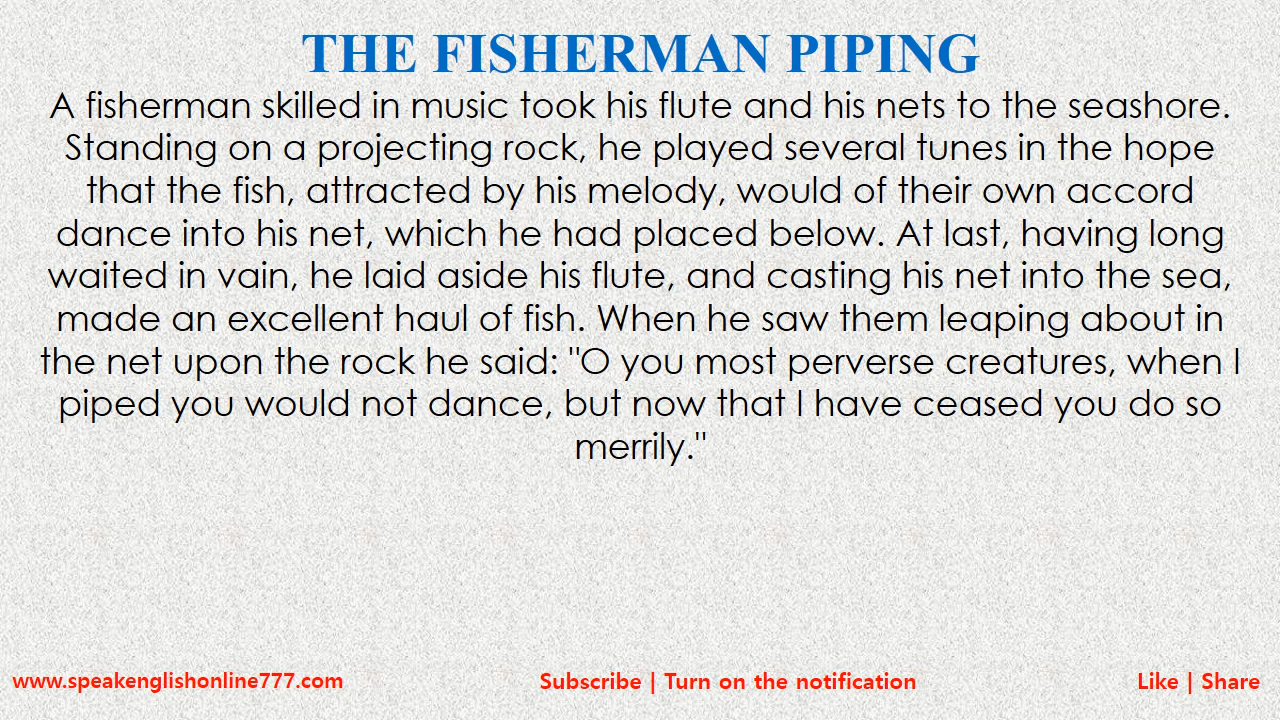 THE FISHERMAN PIPING
A fisherman skilled in music took his flute and his nets to the seashore.
Standing on a projecting rock, he played several tunes in the hope
that the fish, attracted by his melody, would of their own accord
dance into his net, which he had placed below. At last, having long
waited in vain, he laid aside his flute, and casting his net into the sea,
made an excellent haul of fish. When he saw them leaping about in
the net upon the rock he said: "O you most perverse creatures, when I
piped you would not dance, but now that I have ceased you do so
merrily."
www.speakenglishonline777.com
Subscribe | Turn on the notification
Like | Share